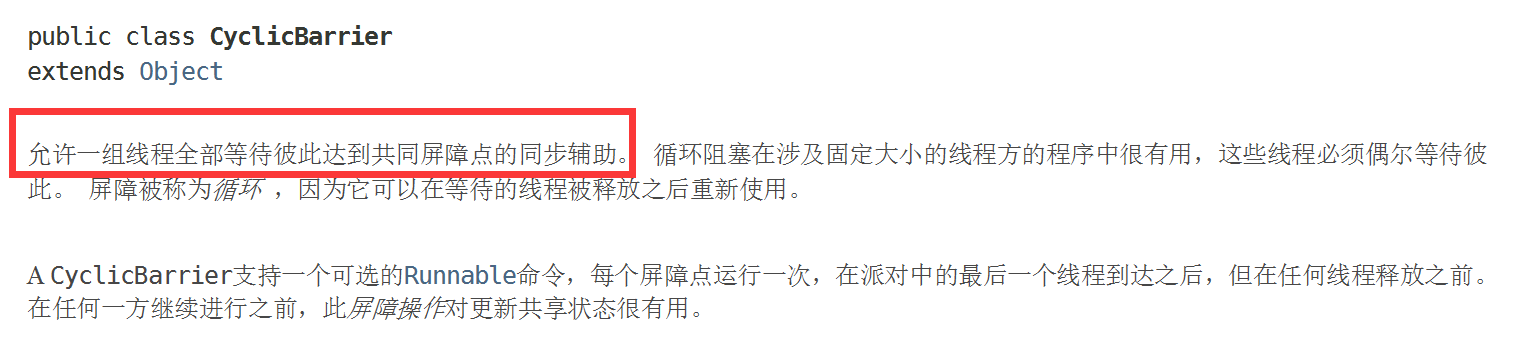 public class CyclicBarrier
extends Object
允许一组线程全部等待彼此达到共同屏障点的同步辅助。 循环阻塞在涉及固定大小的线程方的程序中很有用，这些线程必须偶尔等待彼
此。 屏障被称为循环 ，因为它可以在等待的线程被释放之后重新使用。
A CyclicBarrier支持一个可选的Runnable命令，每个屏障点运行一次，在派对中的最后一个线程到达之后，但在任何线程释放之前。
在任何一方继续进行之前，此屏障操作对更新共享状态很有用。